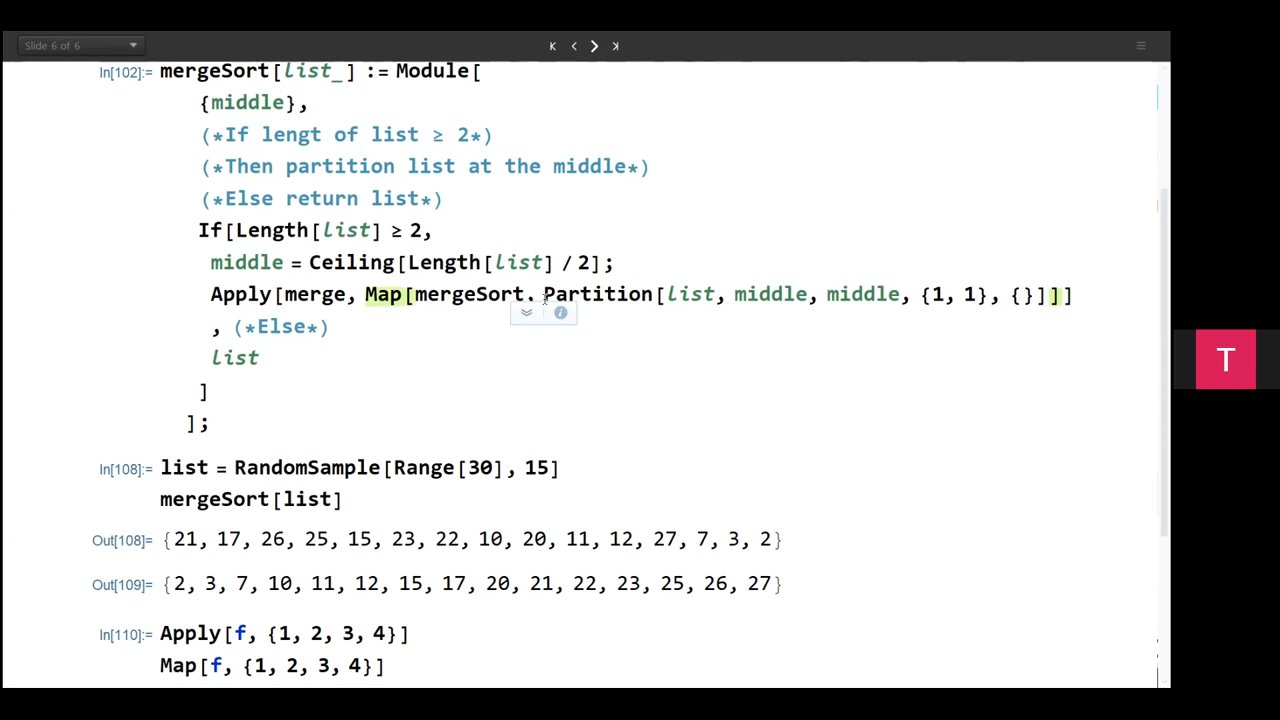 Slide 6 of 6
In[102]:= mergeSort[list_] := Module[
{middle},
(*If lengt of list ≥ 2*)
(*Then partition list at the middle*)
(*Else return list*)
If[Length[list] ≥ 2,
middle = Ceiling[Length[list] / 2];
Apply[merge, Map[mergeSort, Partition[list, middle, middle, {1, 1}, {}]]]
, (*Else*)
list
]
];
In[108]:= list = RandomSample[Range[30], 15]
mergeSort[list]
Out[108]= {21, 17, 26, 25, 15, 23, 22, 10, 20, 11, 12, 27, 7, 3, 2}
Out[109]= {2, 3, 7, 10, 11, 12, 15, 17, 20, 21, 22, 23, 25, 26, 27}
In[110]:= Apply[f, {1, 2, 3, 4}]
Map[f, {1, 2, 3, 4}]
T